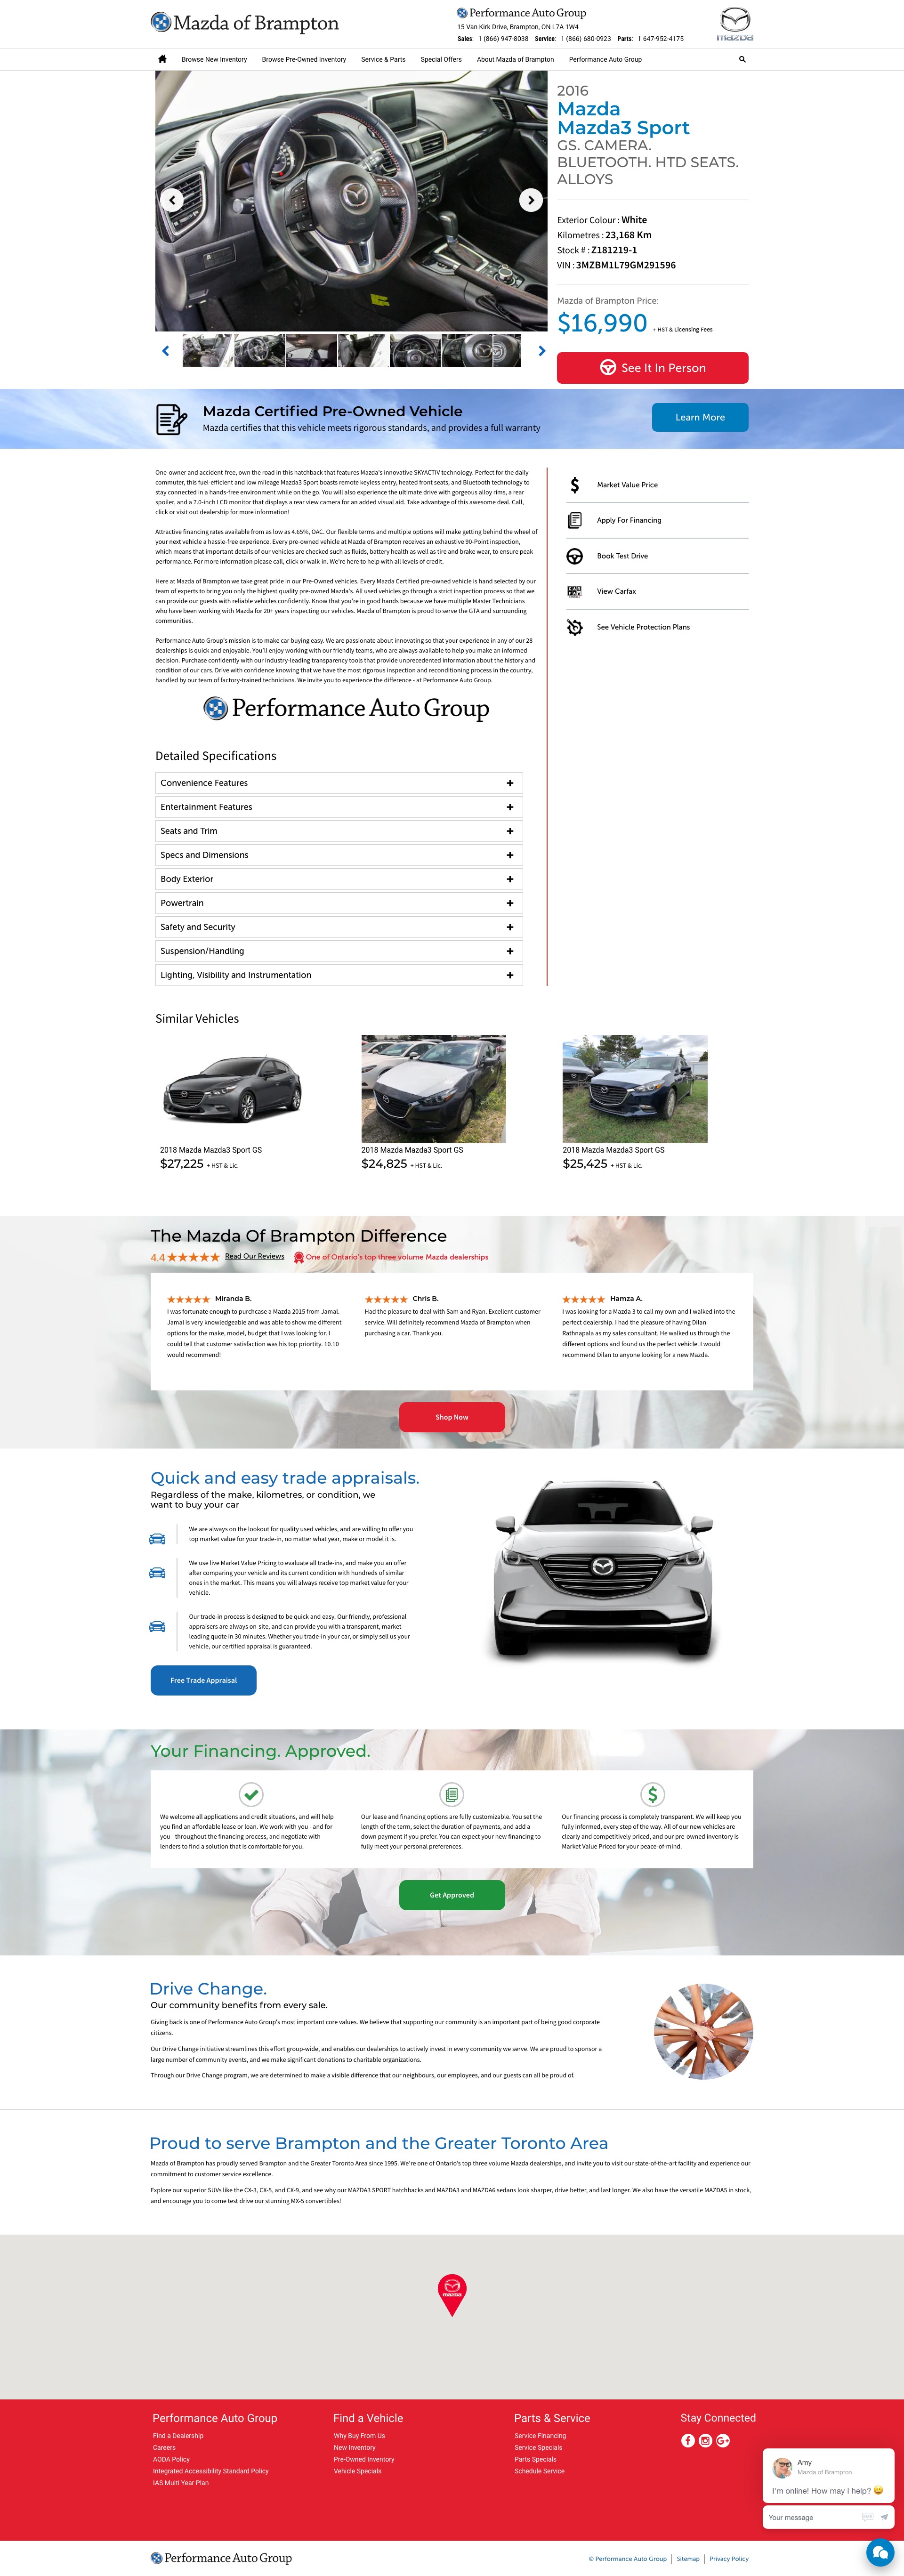 Mazda of Brampton
Performance Auto Group
15 Van Kirk Drive, Brampton, ON L7A 1W4
Sales: 1 (866) 947-8038 Service: 1 (866) 680-0923 Parts: 1 647-952-4175
mazda
Browse New Inventory Browse Pre-Owned Inventory Service & Parts Special Offers About Mazda of Brampton Performance Auto Group
2016
Mazda
Mazda3 Sport
GS. CAMERA.
BLUETOOTH. HTD SEATS.
ALLOYS
Exterior Colour : White
Kilometres : 23,168 Km
Stock # : Z181219-1
VIN : 3MZBM1L79GM291596
Mazda of Brampton Price:
$16,990 + HST & Licensing Fees
See It In Person
Mazda Certified Pre-Owned Vehicle
Mazda certifies that this vehicle meets rigorous standards, and provides a full warranty
Learn More
One-owner and accident-free, own the road in this hatchback that features Mazda's innovative SKYACTIV technology. Perfect for the daily
commuter, this fuel-efficient and low mileage Mazda3 Sport boasts remote keyless entry, heated front seats, and Bluetooth technology to
stay connected in a hands-free environment while on the go. You will also experience the ultimate drive with gorgeous alloy rims, a rear
spoiler, and a 7.0-inch LCD monitor that displays a rear view camera for an added visual aid. Take advantage of this awesome deal. Call,
click or visit out dealership for more information!
Attractive financing rates available from as low as 4.65%, OAC. Our flexible terms and multiple options will make getting behind the wheel of
your next vehicle a hassle-free experience. Every pre-owned vehicle at Mazda of Brampton receives an exhaustive 90-Point inspection,
which means that important details of our vehicles are checked such as fluids, battery health as well as tire and brake wear, to ensure peak
performance. For more information please call, click or walk-in. We're here to help with all levels of credit.
Here at Mazda of Brampton we take great pride in our Pre-Owned vehicles. Every Mazda Certified pre-owned vehicle is hand selected by our
team of experts to bring you only the highest quality pre-owned Mazda's. All used vehicles go through a strict inspection process so that we
can provide our guests with reliable vehicles confidently. Know that you're in good hands because we have multiple Master Technicians
who have been working with Mazda for 20+ years inspecting our vehicles. Mazda of Brampton is proud to serve the GTA and surrounding
communities.
Performance Auto Group's mission is to make car buying easy. We are passionate about innovating so that your experience in any of our 28
dealerships is quick and enjoyable. You'll enjoy working with our friendly teams, who are always available to help you make an informed
decision. Purchase confidently with our industry-leading transparency tools that provide unprecedented information about the history and
condition of our cars. Drive with confidence knowing that we have the most rigorous inspection and reconditioning process in the country,
handled by our team of factory-trained technicians. We invite you to experience the difference - at Performance Auto Group.
Performance Auto Group
Market Value Price
Apply For Financing
Book Test Drive
View Carfax
See Vehicle Protection Plans
Detailed Specifications
Convenience Features +
Entertainment Features +
Seats and Trim +
Specs and Dimensions +
Body Exterior +
Powertrain +
Safety and Security +
Suspension/Handling +
Lighting, Visibility and Instrumentation +
Similar Vehicles
2018 Mazda Mazda3 Sport GS
$27,225 + HST & Lic.
2018 Mazda Mazda3 Sport GS
$24,825 + HST & Lic.
2018 Mazda Mazda3 Sport GS
$25,425 + HST & Lic.
The Mazda Of Brampton Difference
4.4 Read Our Reviews One of Ontario's top three volume Mazda dealerships
Miranda B.
I was fortunate enough to purchcase a Mazda 2015 from Jamal.
Jamal is very knowledgeable and was able to show me different
options for the make, model, budget that I was looking for. I
could tell that customer satisfaction was his top priortity. 10.10
would recommend!
Chris B.
Had the pleasure to deal with Sam and Ryan. Excellent customer
service. Will definitely recommend Mazda of Brampton when
purchasing a car. Thank you.
Hamza A.
I was looking for a Mazda 3 to call my own and I walked into the
perfect dealership. I had the pleasure of having Dilan
Rathnapala as my sales consultant. He walked us through the
different options and found us the perfect vehicle. I would
recommend Dilan to anyone looking for a new Mazda.
Shop Now
Quick and easy trade appraisals.
Regardless of the make, kilometres, or condition, we
want to buy your car
We are always on the lookout for quality used vehicles, and are willing to offer you
top market value for your trade-in, no matter what year, make or model it is.
We use live Market Value Pricing to evaluate all trade-ins, and make you an offer
after comparing your vehicle and its current condition with hundreds of similar
ones in the market. This means you will always receive top market value for your
vehicle.
Our trade-in process is designed to be quick and easy. Our friendly, professional
appraisers are always on-site, and can provide you with a transparent, market-
leading quote in 30 minutes. Whether you trade-in your car, or simply sell us your
vehicle, our certified appraisal is guaranteed.
Free Trade Appraisal
Your Financing. Approved.
We welcome all applications and credit situations, and will help
you find an affordable lease or loan. We work with you - and for
you - throughout the financing process, and negotiate with
lenders to find a solution that is comfortable for you.
Our lease and financing options are fully customizable. You set the
length of the term, select the duration of payments, and add a
down payment if you prefer. You can expect your new financing to
fully meet your personal preferences.
Our financing process is completely transparent. We will keep you
fully informed, every step of the way. All of our new vehicles are
clearly and competitively priced, and our pre-owned inventory is
Market Value Priced for your peace-of-mind.
Get Approved
Drive Change.
Our community benefits from every sale.
Giving back is one of Performance Auto Group's most important core values. We believe that supporting our community is an important part of being good corporate
citizens.
Our Drive Change initiative streamlines this effort group-wide, and enables our dealerships to actively invest in every community we serve. We are proud to sponsor a
large number of community events, and we make significant donations to charitable organizations.
Through our Drive Change program, we are determined to make a visible difference that our neighbours, our employees, and our guests can all be proud of.
Proud to serve Brampton and the Greater Toronto Area
Mazda of Brampton has proudly served Brampton and the Greater Toronto Area since 1995. We're one of Ontario's top three volume Mazda dealerships, and invite you to visit our state-of-the-art facility and experience our
commitment to customer service excellence.
Explore our superior SUVs like the CX-3, CX-5, and CX-9, and see why our MAZDA3 SPORT hatchbacks and MAZDA3 and MAZDA6 sedans look sharper, drive better, and last longer. We also have the versatile MAZDA5 in stock,
and encourage you to come test drive our stunning MX-5 convertibles!
mazda
Performance Auto Group
Find a Dealership
Careers
AODA Policy
Integrated Accessibility Standard Policy
IAS Multi Year Plan
Find a Vehicle
Why Buy From Us
New Inventory
Pre-Owned Inventory
Vehicle Specials
Parts & Service
Service Financing
Service Specials
Parts Specials
Schedule Service
Stay Connected
Amy
Mazda of Brampton
I'm online! How may I help? 😀
Your message
Performance Auto Group
© Performance Auto Group Sitemap Privacy Policy